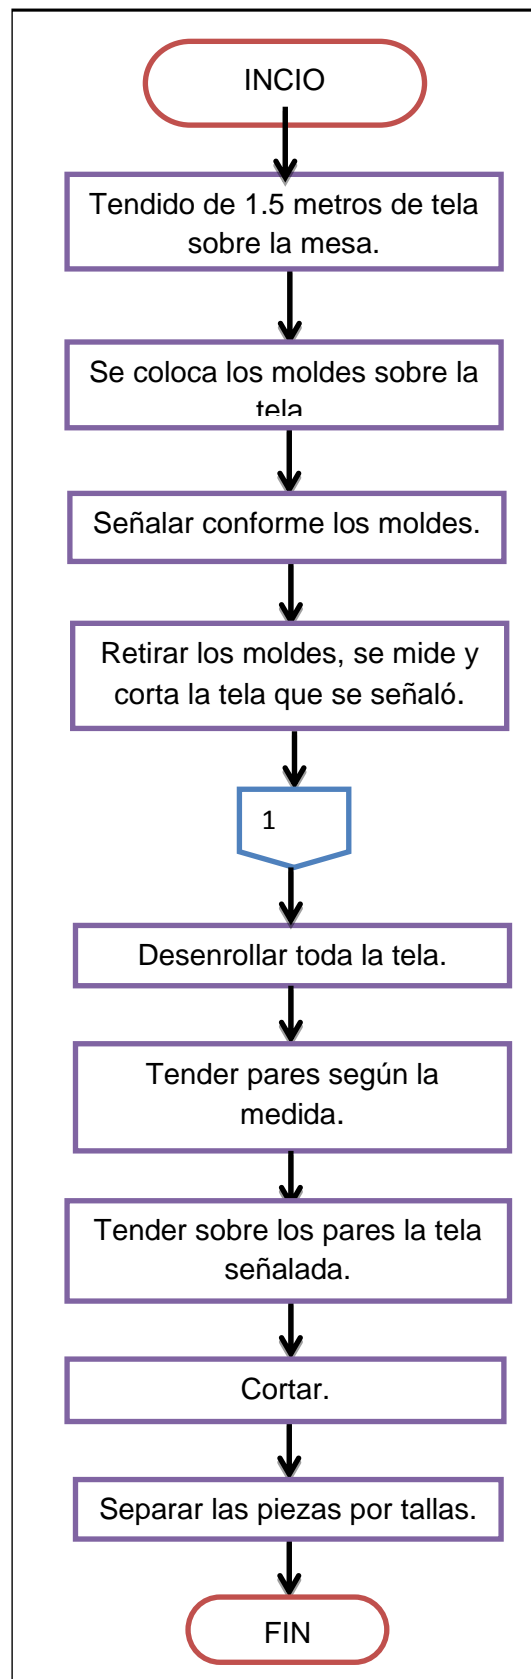 INCIO
Tendido de 1.5 metros de tela
sobre la mesa.
Se coloca los moldes sobre la
tela
Señalar conforme los moldes.
Retirar los moldes, se mide y
corta la tela que se señaló.
1
Desenrollar toda la tela.
Tender pares según la
medida.
Tender sobre los pares la tela
señalada.
Cortar.
Separar las piezas por tallas.
FIN